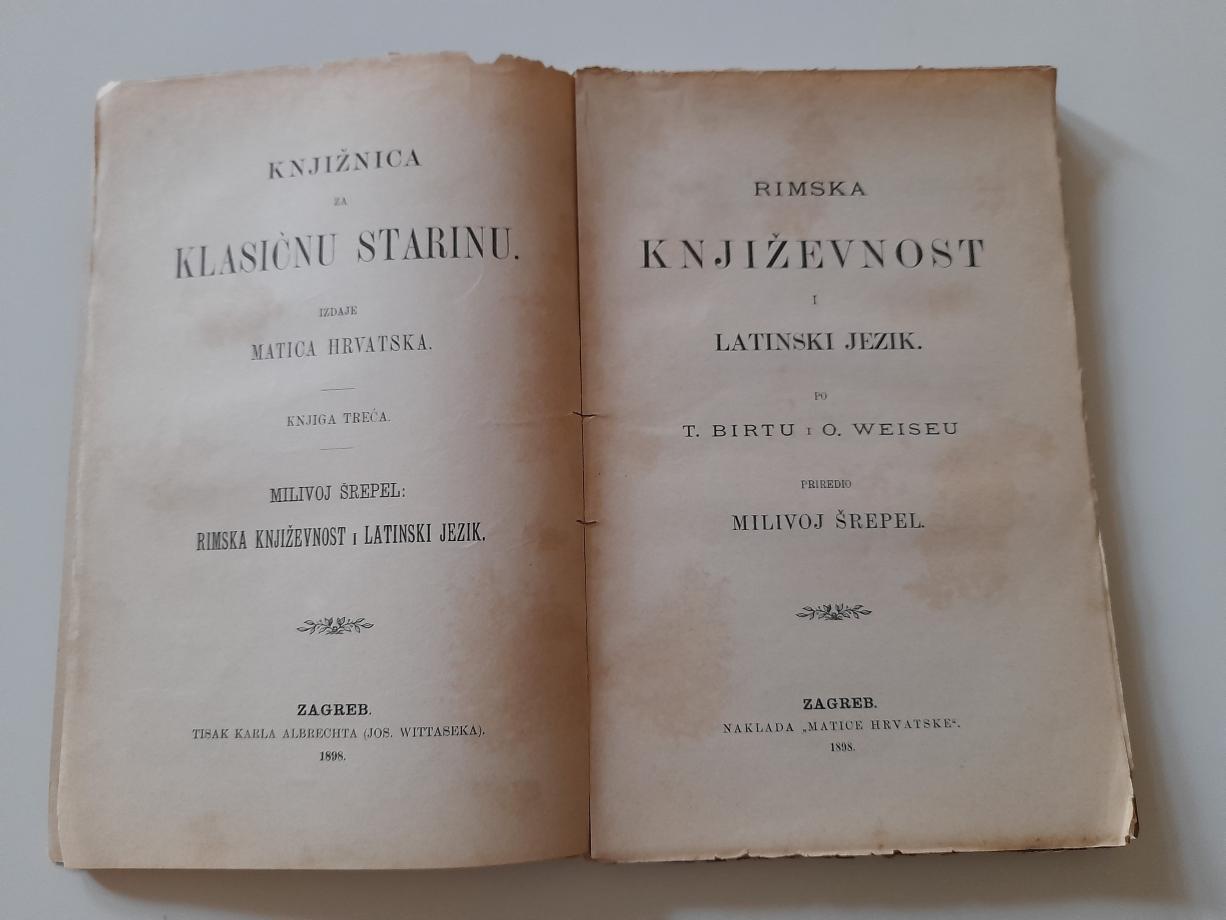 KNJIŽNICA
ZA
KLASIČNU STARINU.
IZDAJE
MATICA HRVATSKA.
KNJIGA TREĆA.
MILIVOJ ŠREPEL:
RIMSKA KNJIŽEVNOST I LATINSKI JEZIK.
ZAGREB.
TISAK KARLA ALBRECHTA (JOS. WITTASEKA).
1898.
RIMSKA
KNJIŽEVNOST
I
LATINSKI JEZIK.
PO
T. BIRTU I O. WEISEU
PRIREDIO
MILIVOJ ŠREPEL.
ZAGREB.
NAKLADA „MATICE HRVATSKE“.
1898.